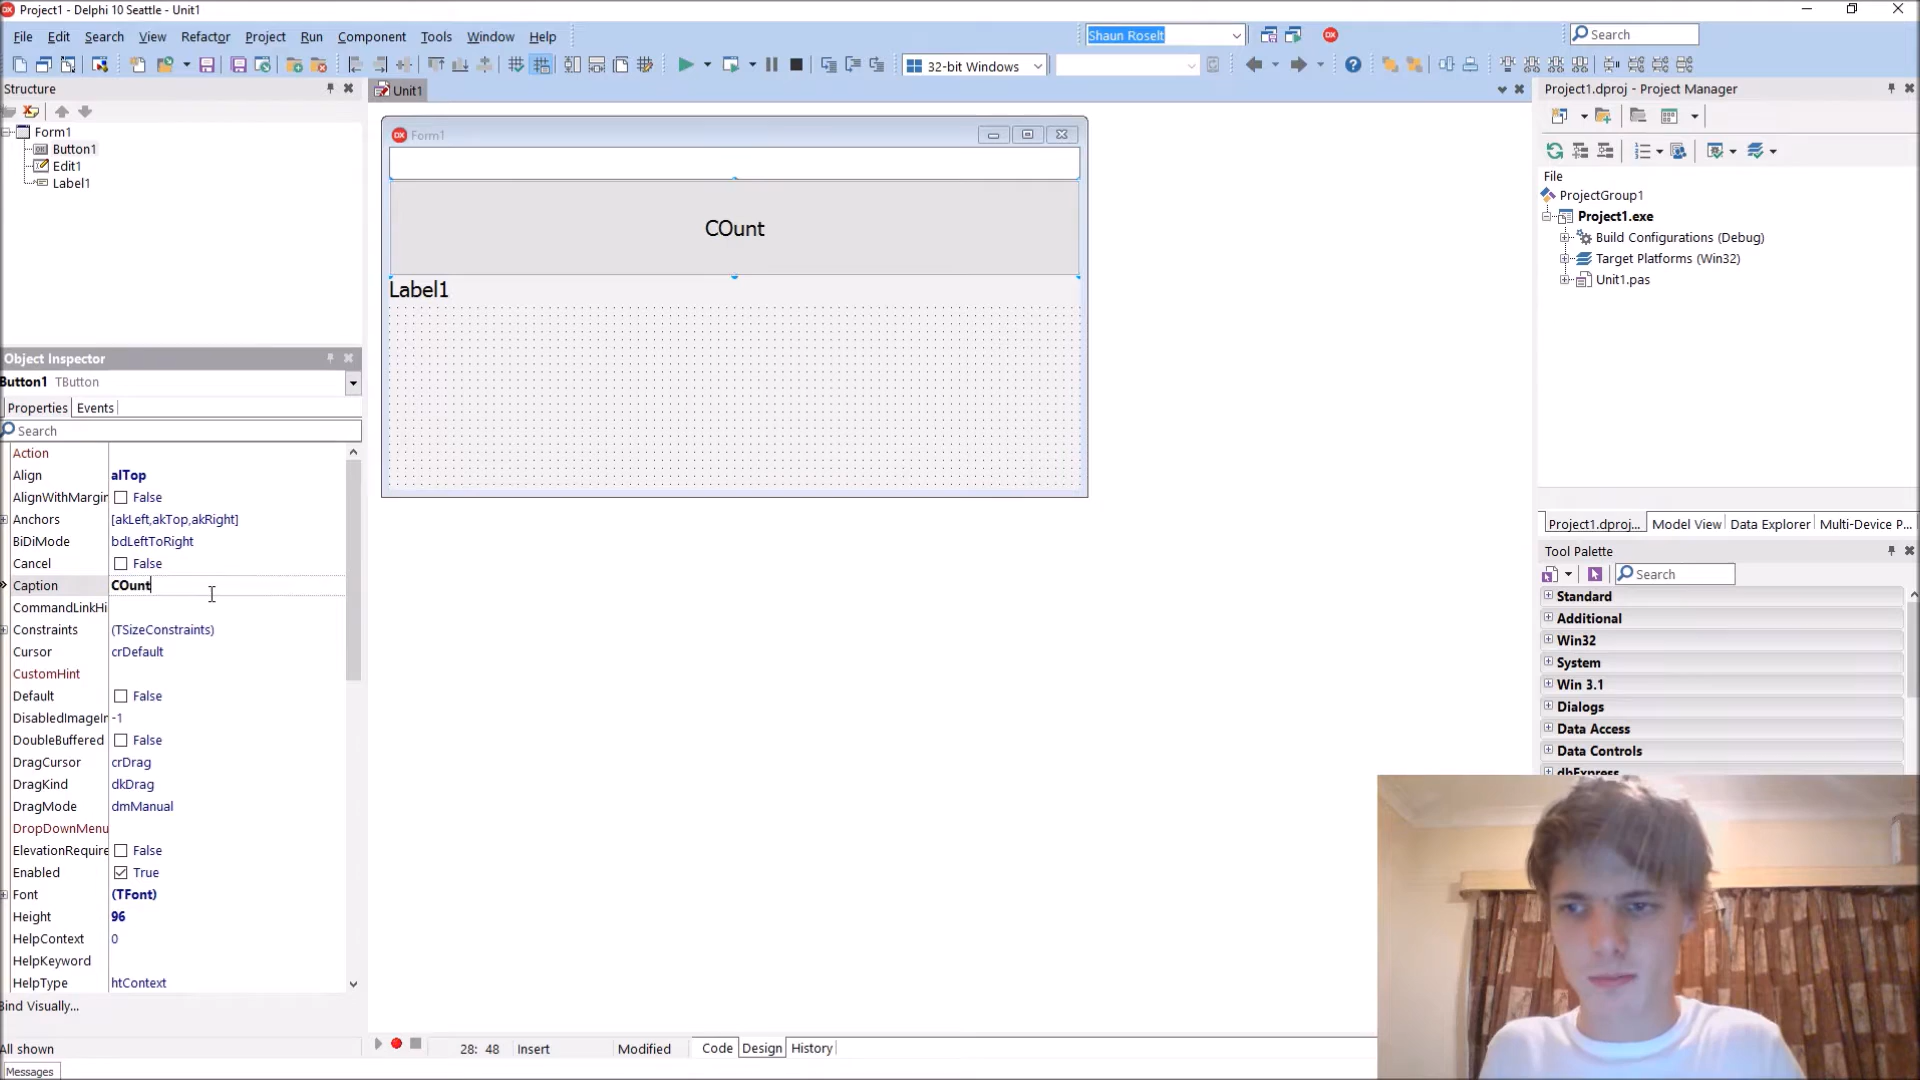 Project1 - Delphi 10 Seattle - Unit1
File Edit Search View Refactor Project Run Component Tools Window Help
Shaun Roselt
Search
32-bit Windows
Structure
Form1
Button1
Edit1
Label1
Unit1
Form1
COunt
Label1
Object Inspector
Button1 TButton
Properties Events
Search
Action
Align alTop
AlignWithMargin False
Anchors [akLeft,akTop,akRight]
BiDiMode bdLeftToRight
Cancel False
Caption COunt
CommandLinkHi
Constraints (TSizeConstraints)
Cursor crDefault
CustomHint
Default False
DisabledImageIr -1
DoubleBuffered False
DragCursor crDrag
DragKind dkDrag
DragMode dmManual
DropDownMenu
ElevationRequire False
Enabled True
Font (TFont)
Height 96
HelpContext 0
HelpKeyword
HelpType htContext
Bind Visually...
All shown
Messages
28: 48 Insert Modified Code Design History
Project1.dproj - Project Manager
File
ProjectGroup1
Project1.exe
Build Configurations (Debug)
Target Platforms (Win32)
Unit1.pas
Project1.dproj... Model View Data Explorer Multi-Device P...
Tool Palette
Search
Standard
Additional
Win32
System
Win 3.1
Dialogs
Data Access
Data Controls
dbExpress